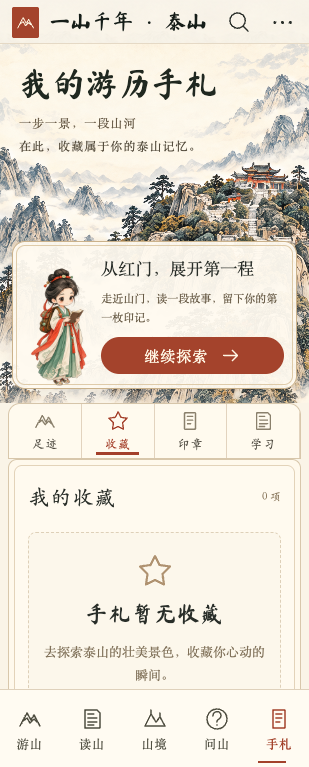 一山千年 · 泰山
我的游历手札
一步一景，一段山河
在此，收藏属于你的泰山记忆。
从红门，展开第一程
走近山门，读一段故事，留下你的第
一枚印记。
继续探索 →
足迹
收藏
印章
学习
我的收藏
0 项
手札暂无收藏
去探索泰山的壮美景色，收藏你心动的
瞬间。
游山
读山
山境
问山
手札